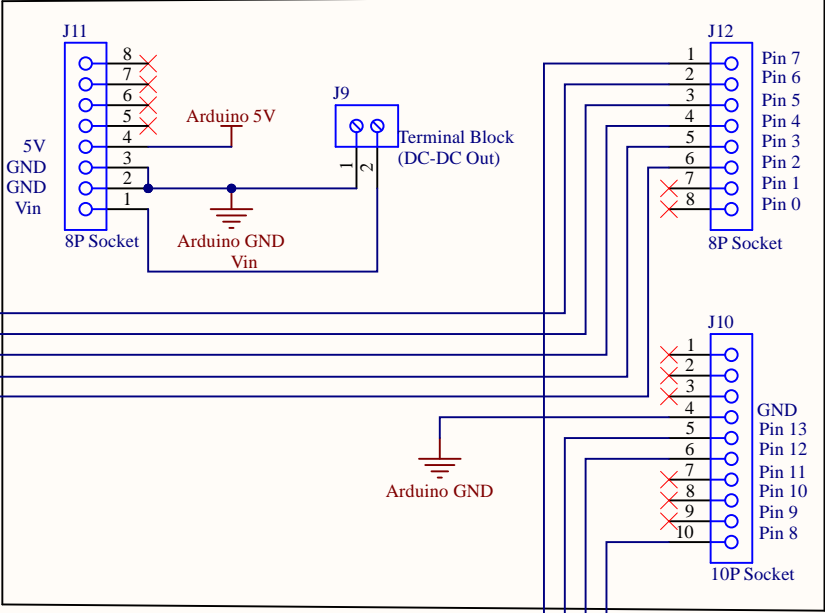 J11
8
7
6
5
4
3
2
1
5V
GND
GND
Vin
8P Socket
Arduino 5V
Arduino GND
Vin
J9
1
2
Terminal Block
(DC-DC Out)
J12
1
2
3
4
5
6
7
8
Pin 7
Pin 6
Pin 5
Pin 4
Pin 3
Pin 2
Pin 1
Pin 0
8P Socket
J10
1
2
3
4
5
6
7
8
9
10
GND
Pin 13
Pin 12
Pin 11
Pin 10
Pin 9
Pin 8
10P Socket
Arduino GND